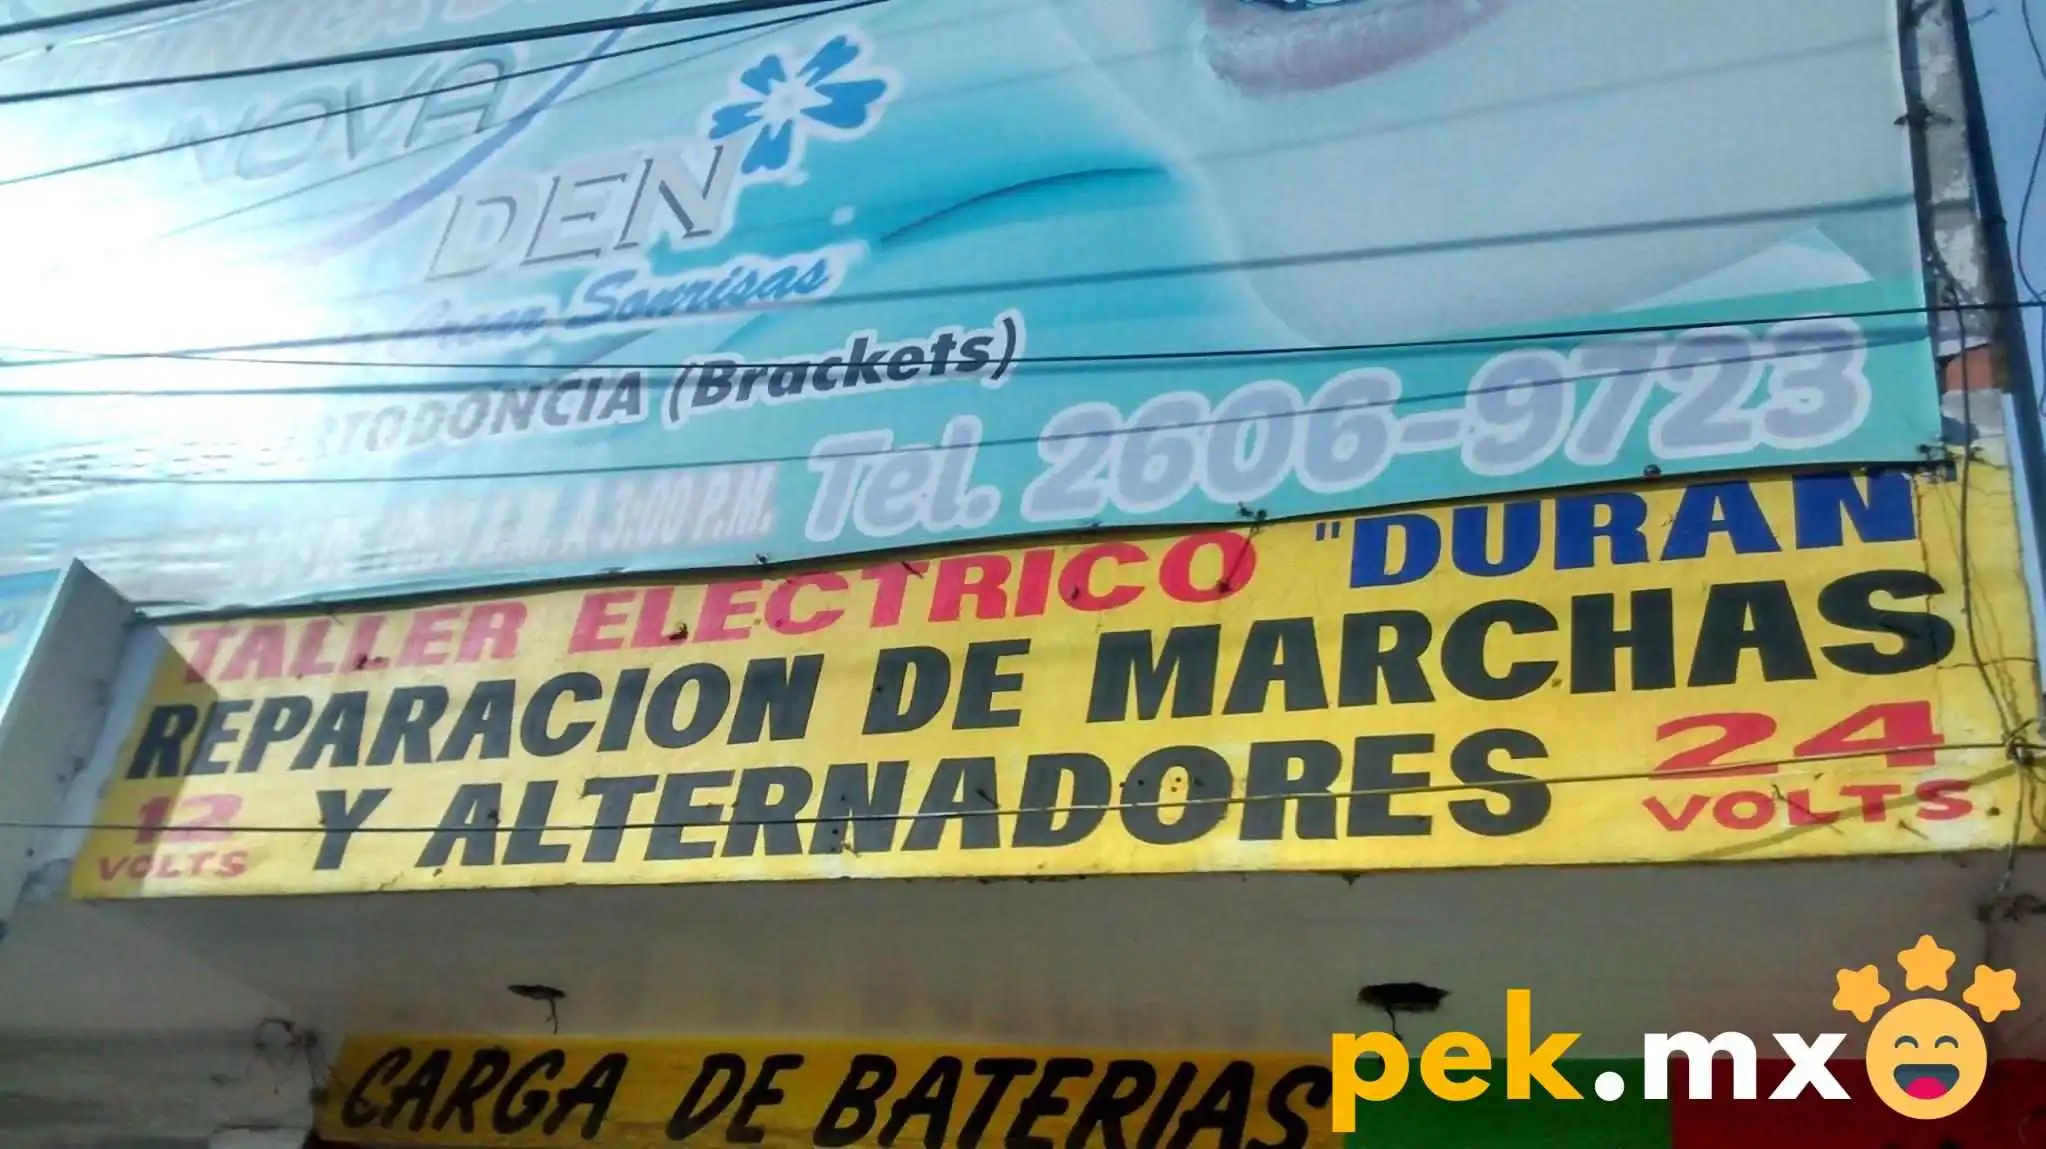 NOVA
DEN
Crear Sonrisas
ORTODONCIA (Brackets)
A 3:00 P.M. Tel. 2606-9723
TALLER ELECTRICO "DURAN"
REPARACION DE MARCHAS
12 VOLTS Y ALTERNADORES 24 VOLTS
CARGA DE BATERIAS
pek.mx